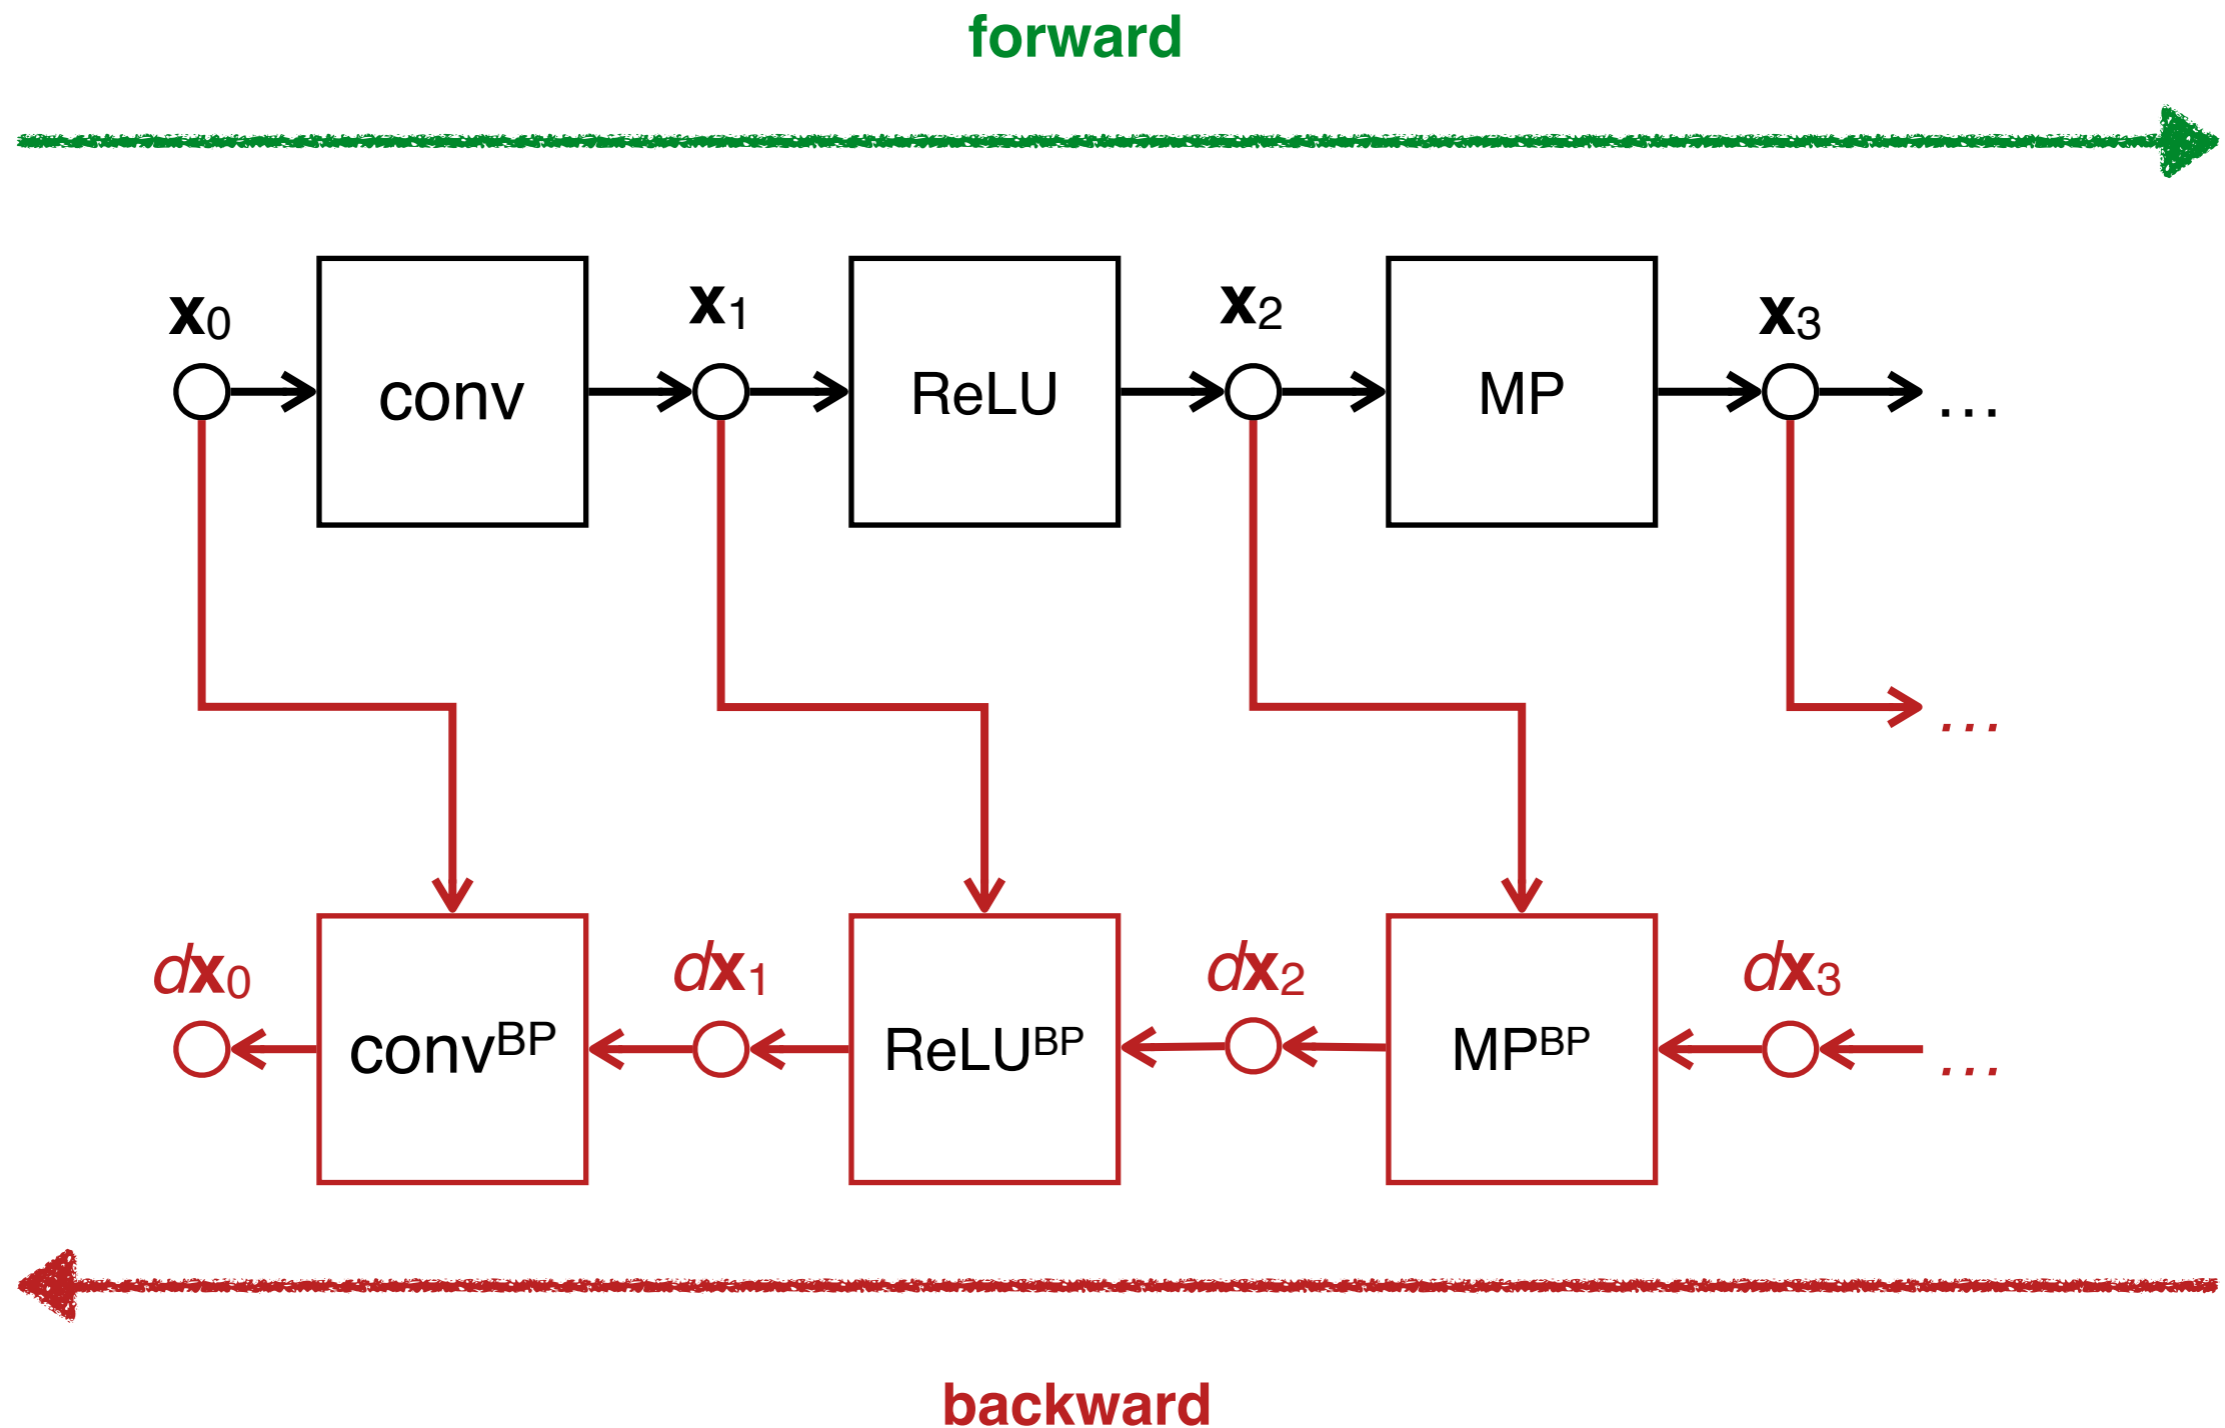 forward
x0 x1 x2 x3
conv ReLU MP ...
...
dx0 dx1 dx2 dx3
convBP ReLUBP MPBP ...
backward